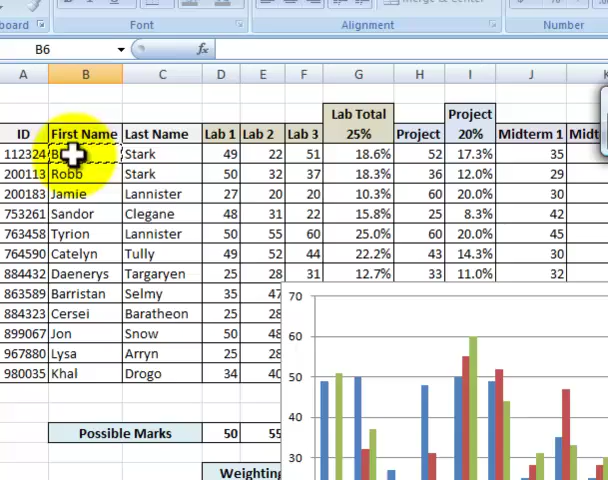 Font
Alignment
B6
fx
A B C D E F G H I J
Lab Total Project
ID First Name Last Name Lab 1 Lab 2 Lab 3 25% Project 20% Midterm 1
112324 Stark 49 22 51 18.6% 52 17.3% 35
200113 Robb Stark 50 32 37 18.3% 36 12.0% 29
200183 Jamie Lannister 27 20 20 10.3% 60 20.0% 30
753261 Sandor Clegane 48 31 22 15.8% 25 8.3% 42
763458 Tyrion Lannister 50 55 60 25.0% 60 20.0% 45
764590 Catelyn Tully 49 52 44 22.2% 43 14.3% 30
884432 Daenerys Targaryen 25 28 31 12.7% 33 11.0% 32
863589 Barristan Selmy 35 47
884323 Cersei Baratheon 25 28
899067 Jon Snow 50 48
967880 Lysa Arryn 25 28
980035 Khal Drogo 34 40
70
60
50
40
30
Possible Marks 50 55
Weighting